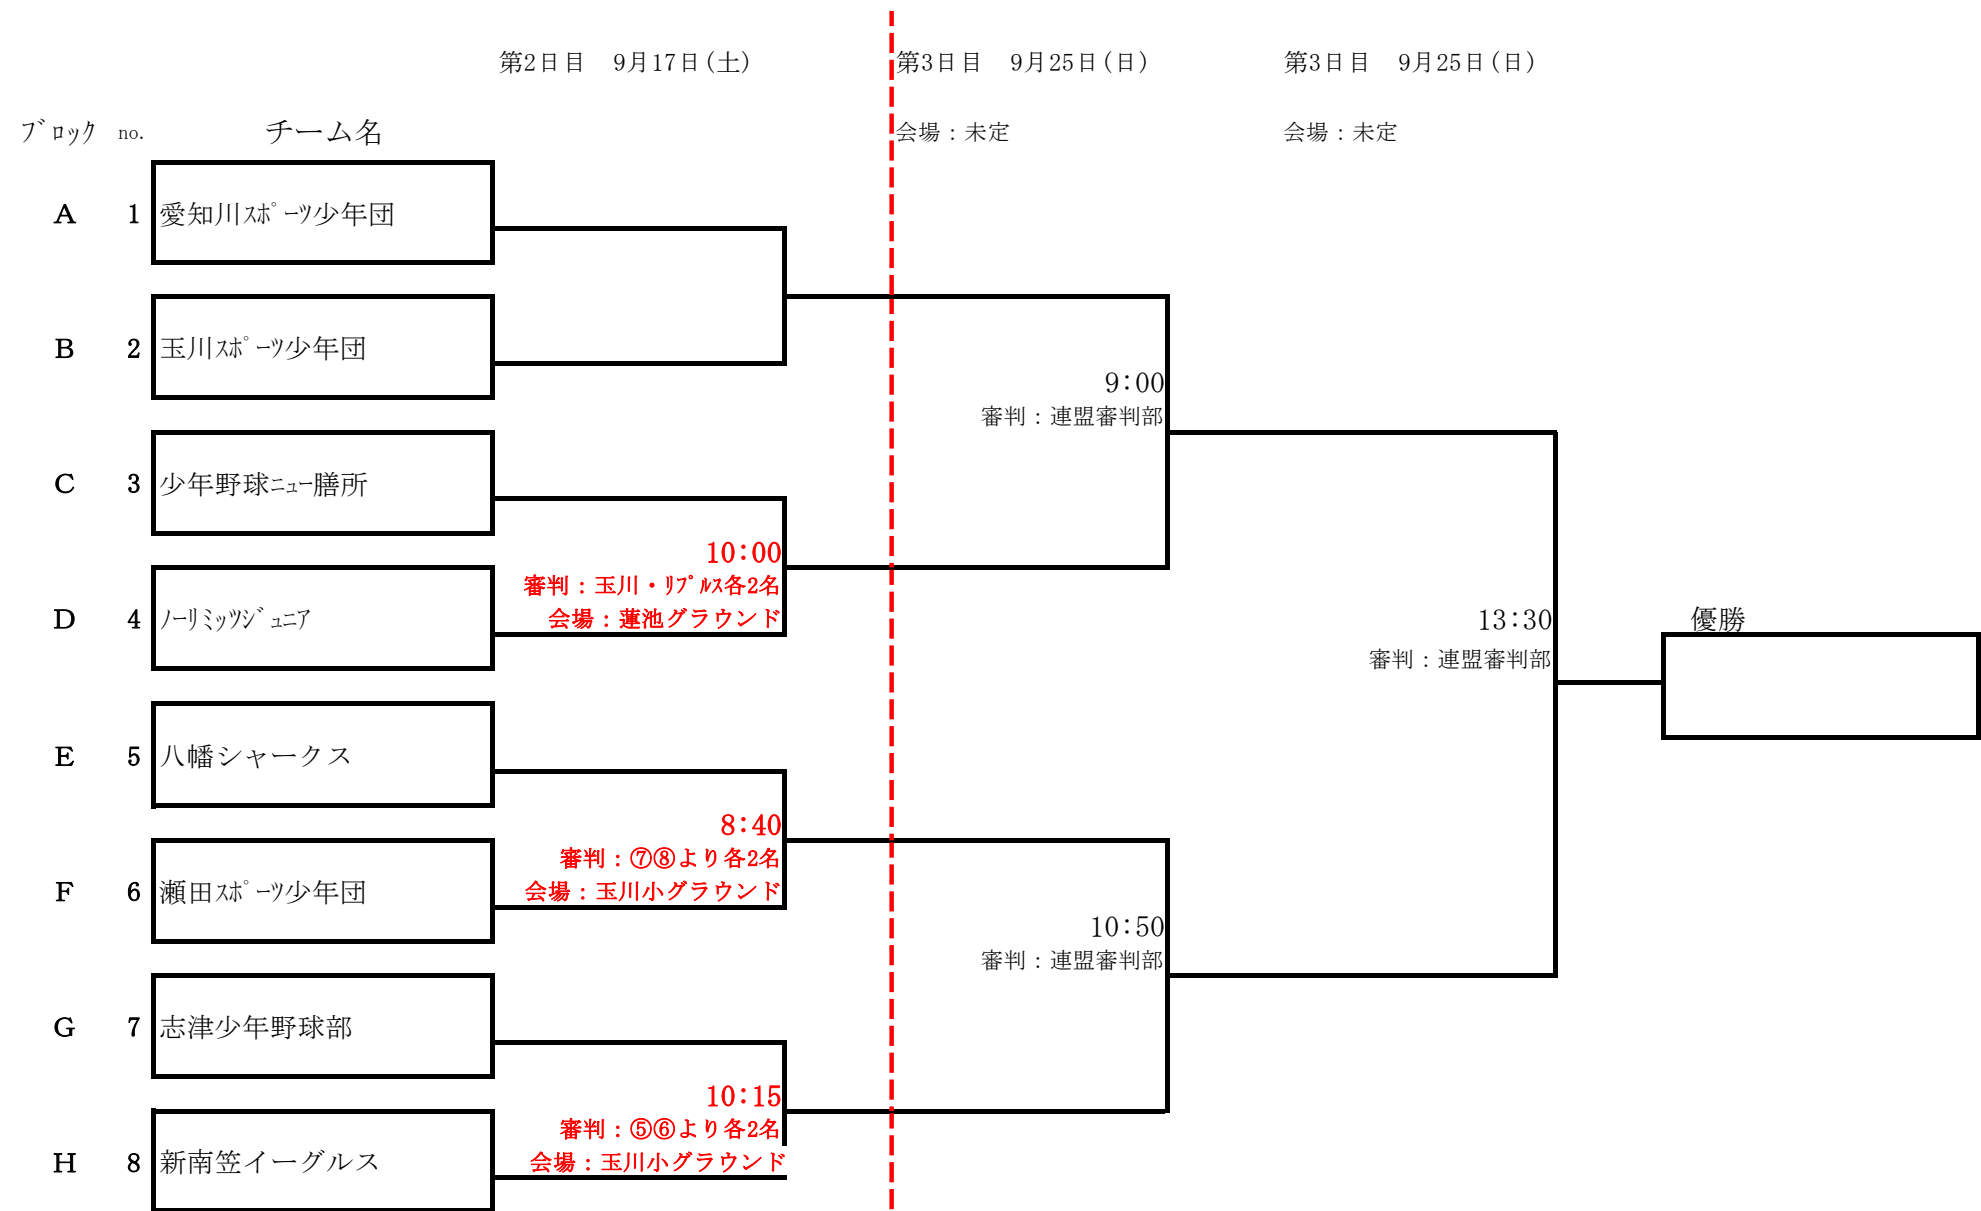 第2日目　9月17日(土)　第3日目　9月25日(日)　第3日目　9月25日(日)
ﾌﾞﾛｯｸ　no.　チーム名　会場：未定　会場：未定
A　1　愛知川ｽﾎﾟｰﾂ少年団
B　2　玉川ｽﾎﾟｰﾂ少年団
9:00
審判：連盟審判部
C　3　少年野球ﾆｭｰ膳所
10:00
審判：玉川・ﾘﾌﾟﾙｽ各2名
D　4　ﾉｰﾘﾐｯﾂｼﾞｭﾆｱ　会場：蓮池グラウンド
13:30　優勝
審判：連盟審判部
E　5　八幡シャークス
8:40
審判：⑦⑧より各2名
F　6　瀬田ｽﾎﾟｰﾂ少年団　会場：玉川小グラウンド
10:50
審判：連盟審判部
G　7　志津少年野球部
10:15
審判：⑤⑥より各2名
H　8　新南笠イーグルス　会場：玉川小グラウンド